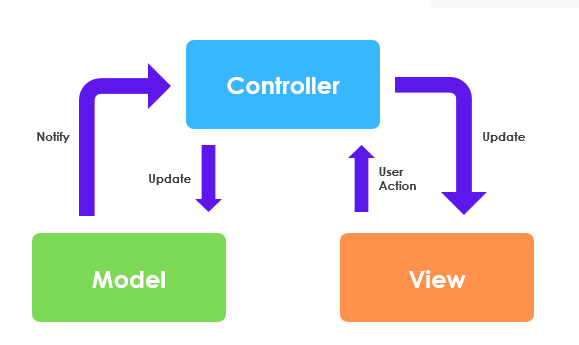 Controller
Notify
Update
Update
User
Action
Model
View